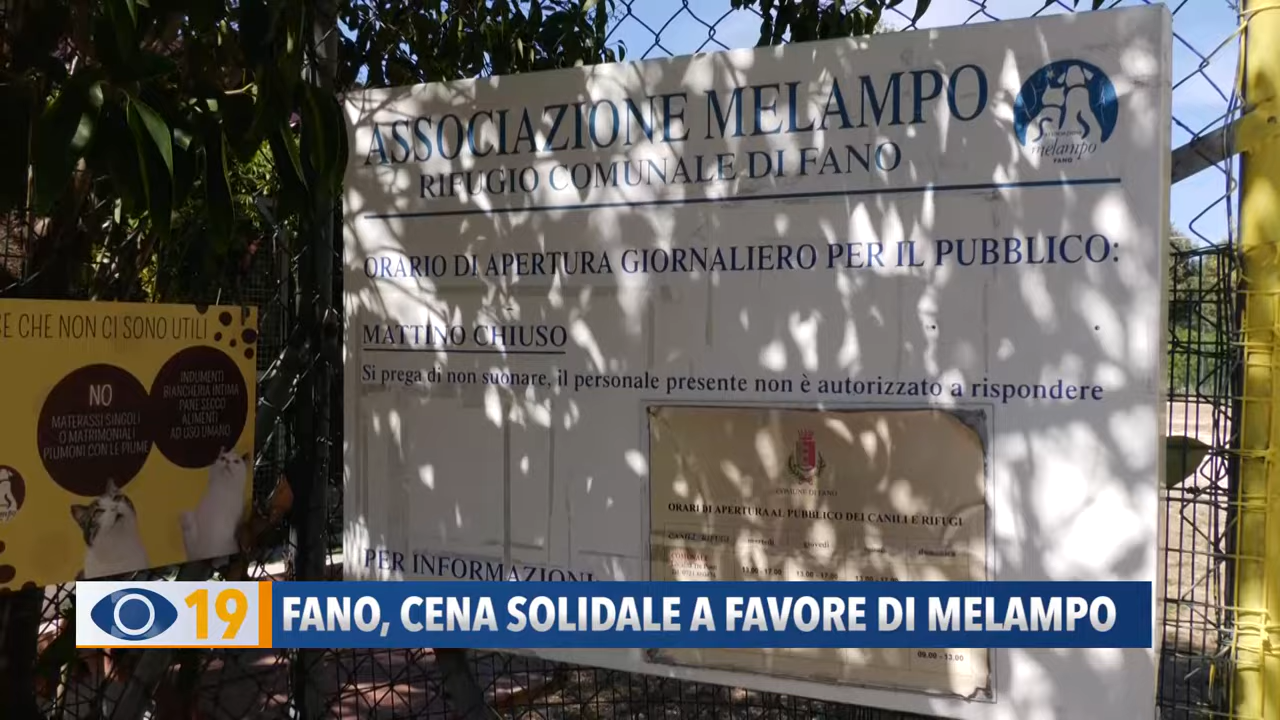 ASSOCIAZIONE MELAMPO
RIFUGIO COMUNALE DI FANO
melampo
FANO
ORARIO DI APERTURA GIORNALIERO PER IL PUBBLICO:
MATTINO CHIUSO
Si prega di non suonare, il personale presente non è autorizzato a rispondere
COMUNE DI FANO
ORARI DI APERTURA AL PUBBLICO DEI CANILI E RIFUGI
martedì giovedì domenica
13.00 - 17.00 13.00 - 17.00
09.00 - 13.00
PER INFORMAZIONI
CHE NON CI SONO UTILI
NO
MATERASSI SINGOLI
O MATRIMONIALI
PIUMONI CON LE PIUME
INDUMENTI
BIANCHERIA INTIMA
PANE SECCO
ALIMENTI
AD USO UMANO
19 FANO, CENA SOLIDALE A FAVORE DI MELAMPO